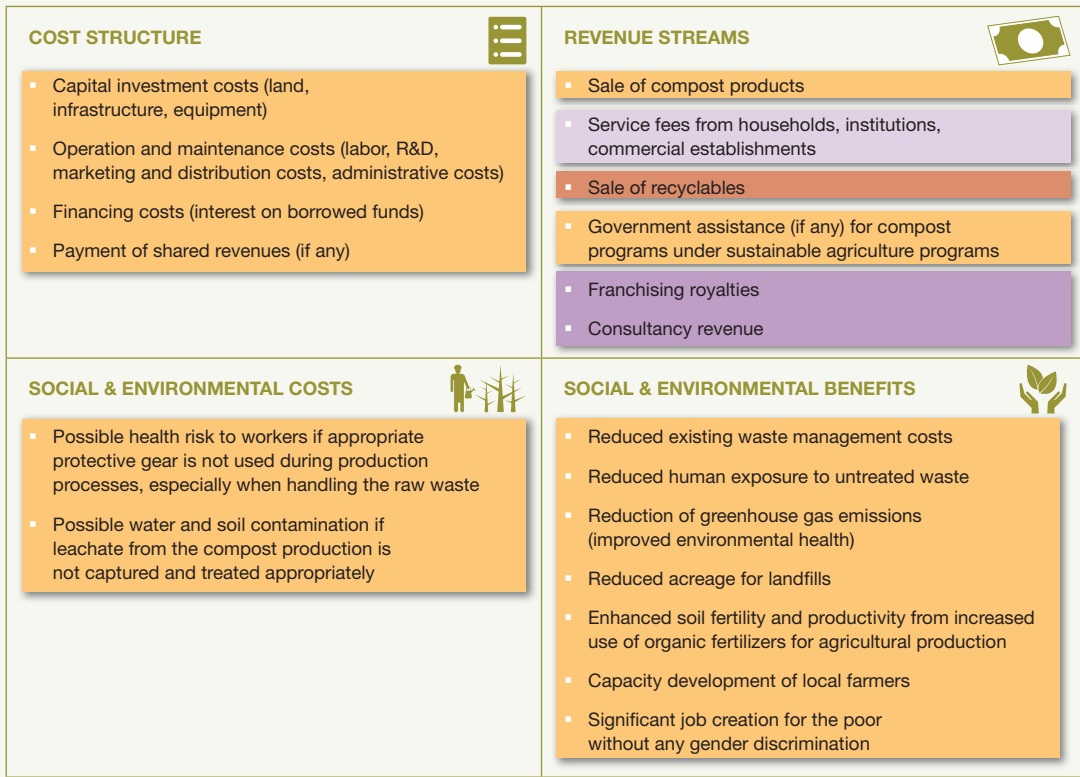 COST STRUCTURE
Capital investment costs (land,
infrastructure, equipment)
Operation and maintenance costs (labor, R&D,
marketing and distribution costs, administrative costs)
Financing costs (interest on borrowed funds)
Payment of shared revenues (if any)
REVENUE STREAMS
Sale of compost products
Service fees from households, institutions,
commercial establishments
Sale of recyclables
Government assistance (if any) for compost
programs under sustainable agriculture programs
Franchising royalties
Consultancy revenue
SOCIAL & ENVIRONMENTAL COSTS
Possible health risk to workers if appropriate
protective gear is not used during production
processes, especially when handling the raw waste
Possible water and soil contamination if
leachate from the compost production is
not captured and treated appropriately
SOCIAL & ENVIRONMENTAL BENEFITS
Reduced existing waste management costs
Reduced human exposure to untreated waste
Reduction of greenhouse gas emissions
(improved environmental health)
Reduced acreage for landfills
Enhanced soil fertility and productivity from increased
use of organic fertilizers for agricultural production
Capacity development of local farmers
Significant job creation for the poor
without any gender discrimination